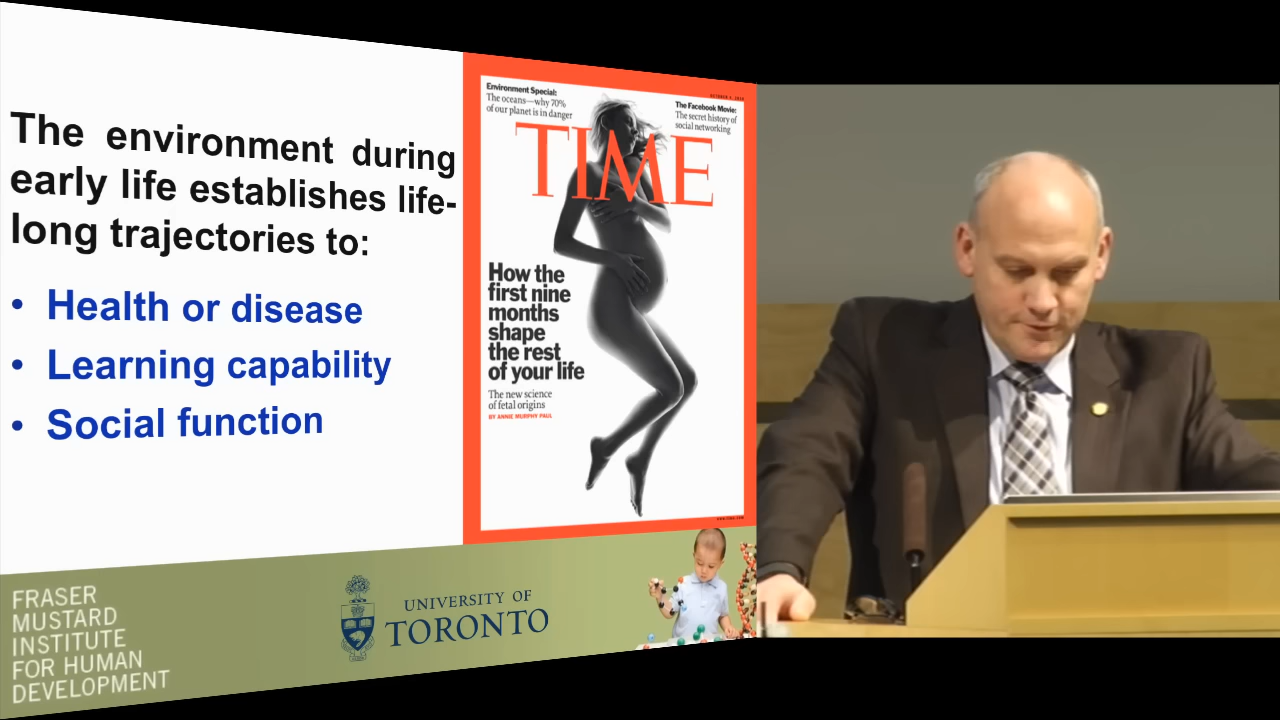 The environment during
early life establishes life-
long trajectories to:
• Health or disease
• Learning capability
• Social function
Environment Special:
The oceans—why 70%
of our planet is in danger
The Facebook Movie:
The secret history of
social networking
TIME
How the
first nine
months
shape
the rest
of your life
The new science
of fetal origins
BY ANNIE MURPHY PAUL
FRASER
MUSTARD
INSTITUTE
FOR HUMAN
DEVELOPMENT
UNIVERSITY OF
TORONTO